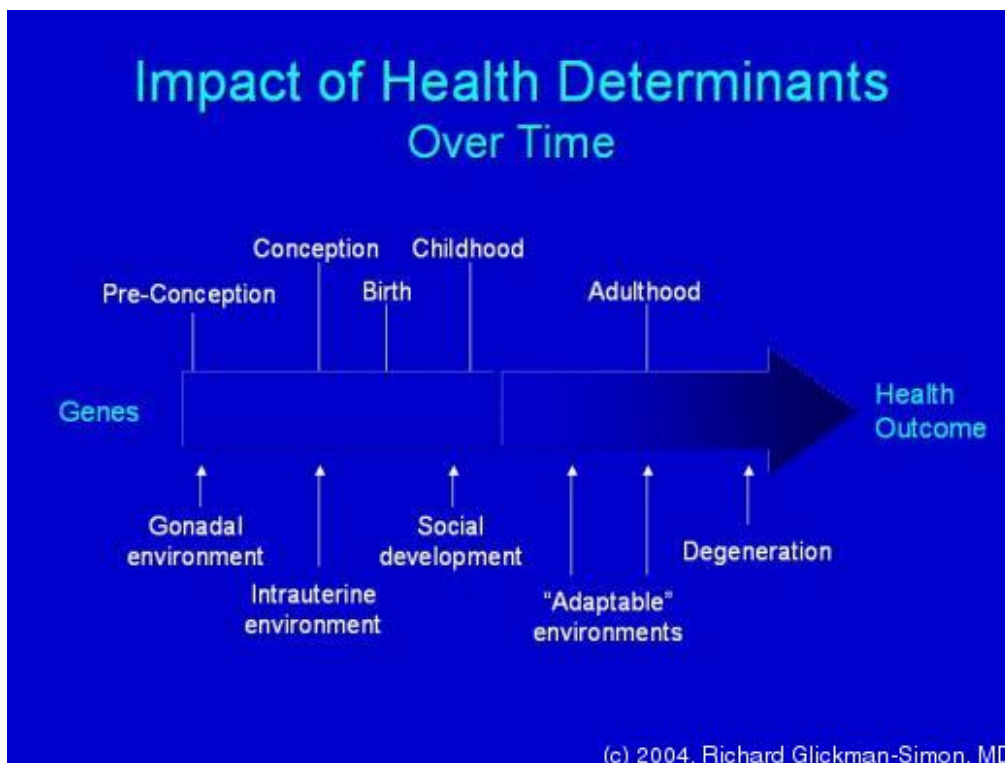 Impact of Health Determinants
Over Time
Conception
Childhood
Pre-Conception
Birth
Adulthood
Genes
Health
Outcome
Gonadal
environment
Social
development
Degeneration
Intrauterine
environment
“Adaptable”
environments
(c) 2004, Richard Glickman-Simon, MD